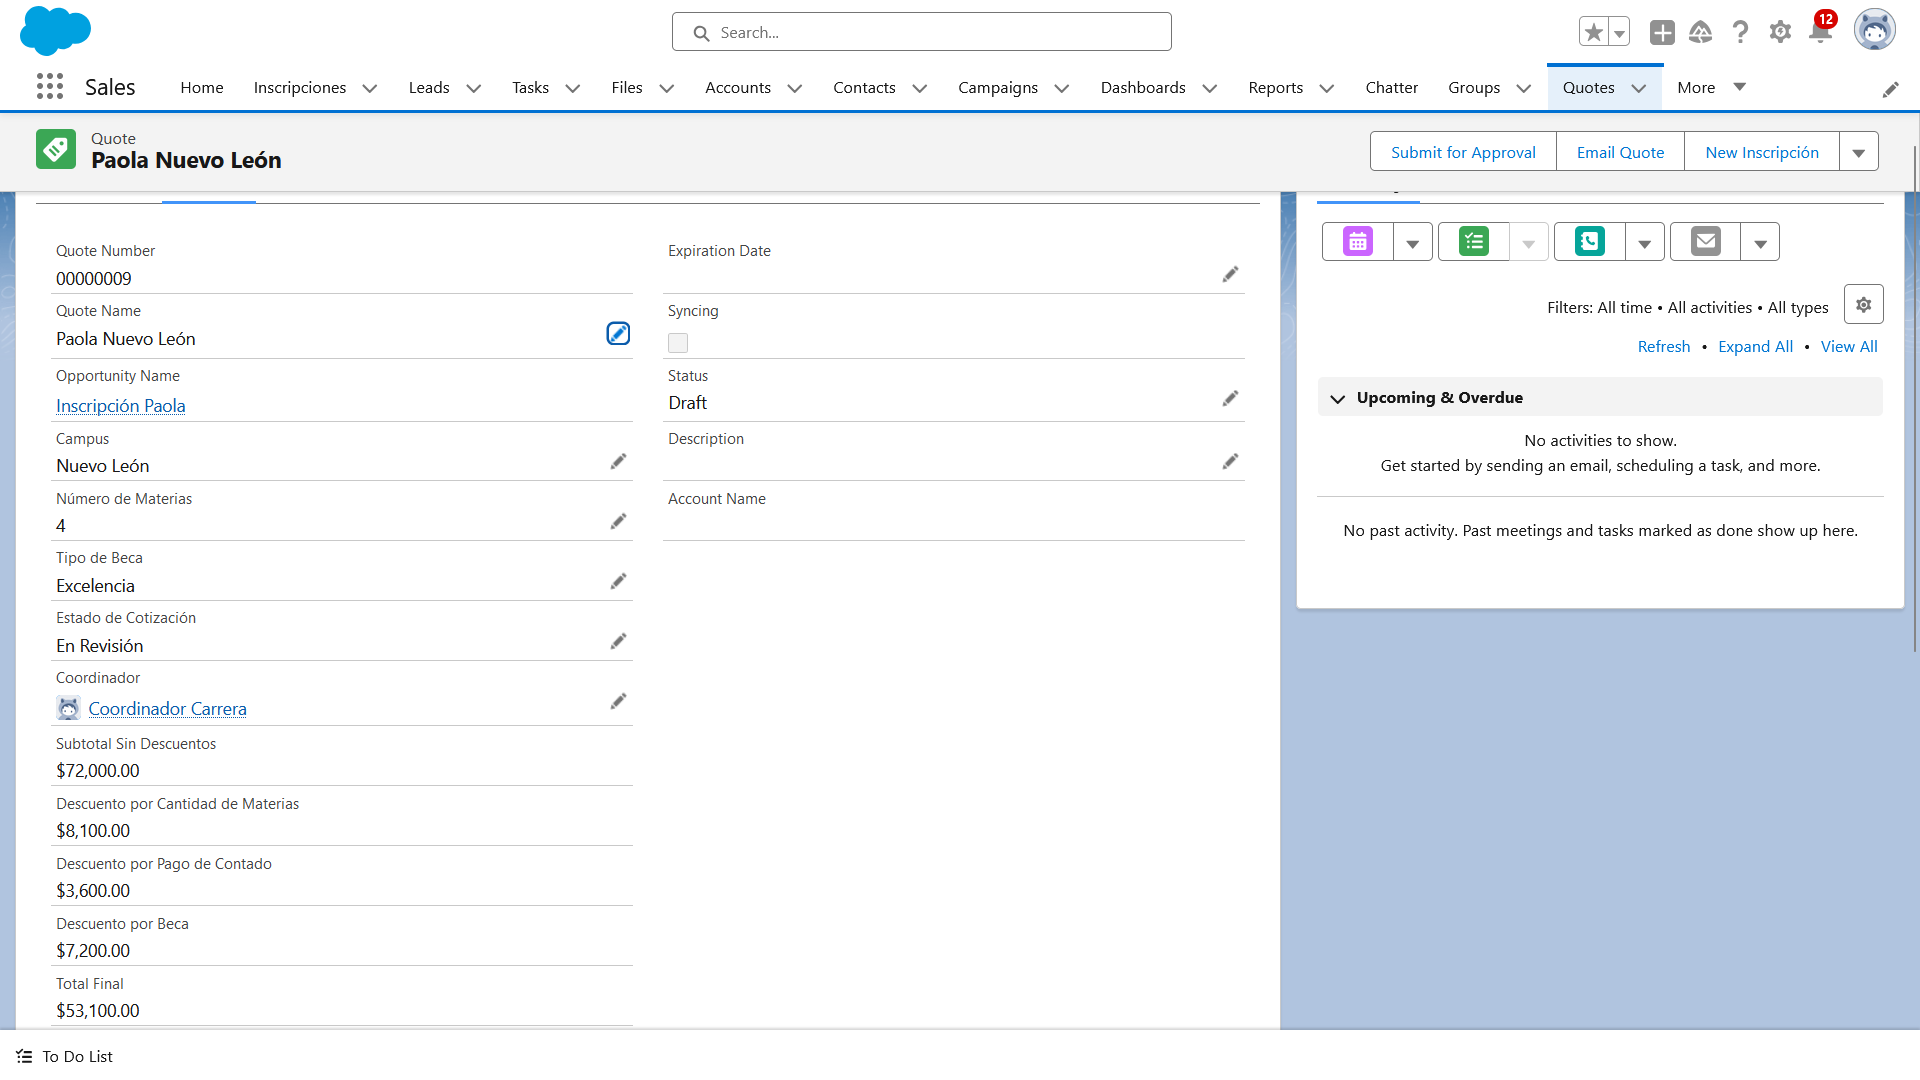 Search...
12
Sales
Home
Inscripciones
Leads
Tasks
Files
Accounts
Contacts
Campaigns
Dashboards
Reports
Chatter
Groups
Quotes
More
Quote
Paola Nuevo León
Submit for Approval
Email Quote
New Inscripción
Quote Number
00000009
Quote Name
Paola Nuevo León
Opportunity Name
Inscripción Paola
Campus
Nuevo León
Número de Materias
4
Tipo de Beca
Excelencia
Estado de Cotización
En Revisión
Coordinador
Coordinador Carrera
Subtotal Sin Descuentos
$72,000.00
Descuento por Cantidad de Materias
$8,100.00
Descuento por Pago de Contado
$3,600.00
Descuento por Beca
$7,200.00
Total Final
$53,100.00
Expiration Date
Syncing
Status
Draft
Description
Account Name
Filters: All time • All activities • All types
Refresh • Expand All • View All
Upcoming & Overdue
No activities to show.
Get started by sending an email, scheduling a task, and more.
No past activity. Past meetings and tasks marked as done show up here.
To Do List